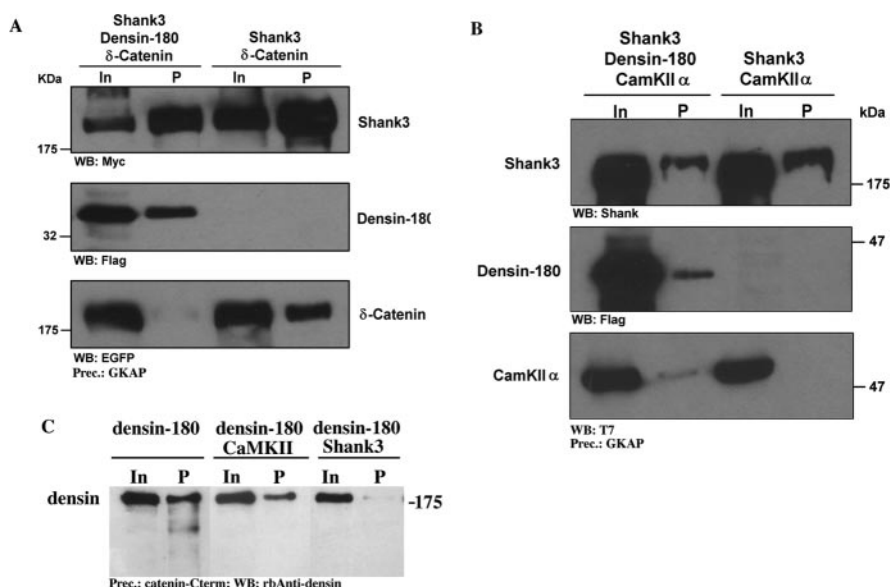 A
Shank3
Densin-180
δ-Catenin
Shank3
δ-Catenin
KDa
In P In P
Shank3
175
WB: Myc
Densin-180
32
WB: Flag
δ-Catenin
175
WB: EGFP
Prec.: GKAP
B
Shank3
Densin-180
CamKII α
Shank3
CamKII α
In P In P
kDa
Shank3
175
WB: Shank
47
Densin-180
WB: Flag
CamKII α
47
WB: T7
Prec.: GKAP
C
densin-180 densin-180 densin-180
CaMKII Shank3
In P In P In P
densin
-175
Prec.: catenin-Cterm; WB: rbAnti-densin